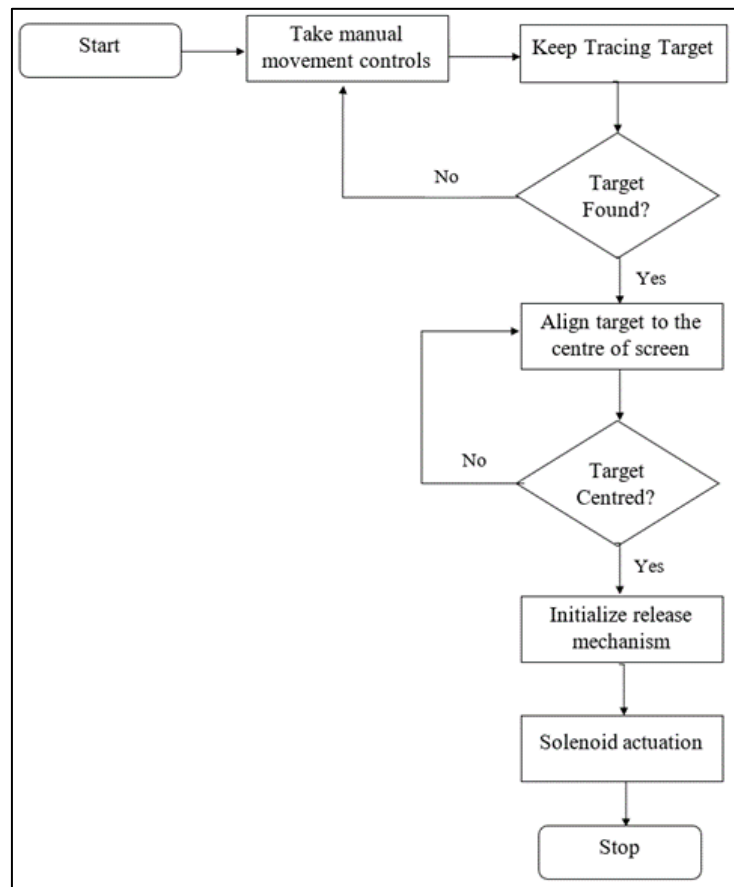 Start
Take manual
movement controls
Keep Tracing Target
No
Target
Found?
Yes
Align target to the
centre of screen
No
Target
Centred?
Yes
Initialize release
mechanism
Solenoid actuation
Stop